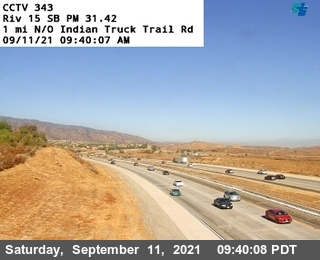 CCTV 343
Riv 15 SB PM 31.42
1 mi N/O Indian Truck Trail Rd
09/11/21 09:40:07 AM
Saturday, September 11, 2021 09:40:08 PDT